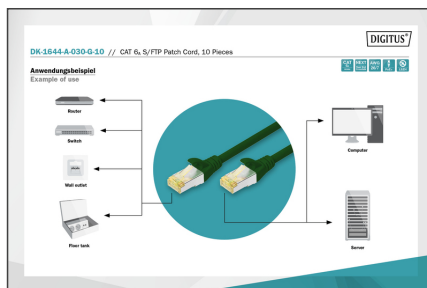 DIGITUS®
DK-1644-A-030-G-10 // CAT 6A S/FTP Patch Cord, 10 Pieces
Anwendungsbeispiel
Example of use
CAT
Router
Switch
Wall outlet
Floor tank
Computer
Server